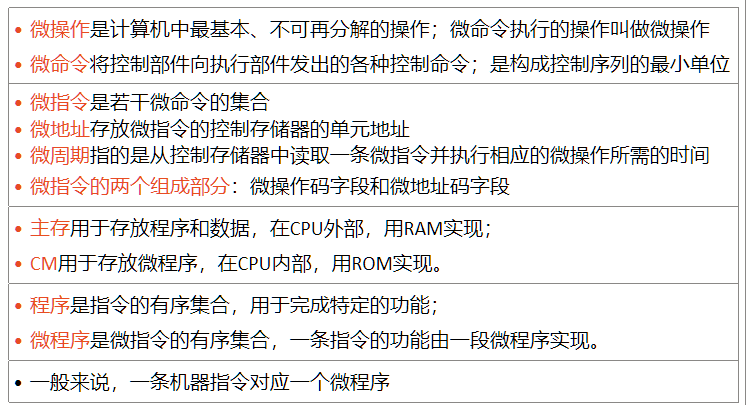 • 微操作是计算机中最基本、不可再分解的操作；微命令执行的操作叫做微操作
• 微命令将控制部件向执行部件发出的各种控制命令；是构成控制序列的最小单位
• 微指令是若干微命令的集合
• 微地址存放微指令的控制存储器的单元地址
• 微周期指的是从控制存储器中读取一条微指令并执行相应的微操作所需的时间
• 微指令的两个组成部分：微操作码字段和微地址码字段
• 主存用于存放程序和数据，在CPU外部，用RAM实现；
• CM用于存放微程序，在CPU内部，用ROM实现。
• 程序是指令的有序集合，用于完成特定的功能；
• 微程序是微指令的有序集合，一条指令的功能由一段微程序实现。
• 一般来说，一条机器指令对应一个微程序